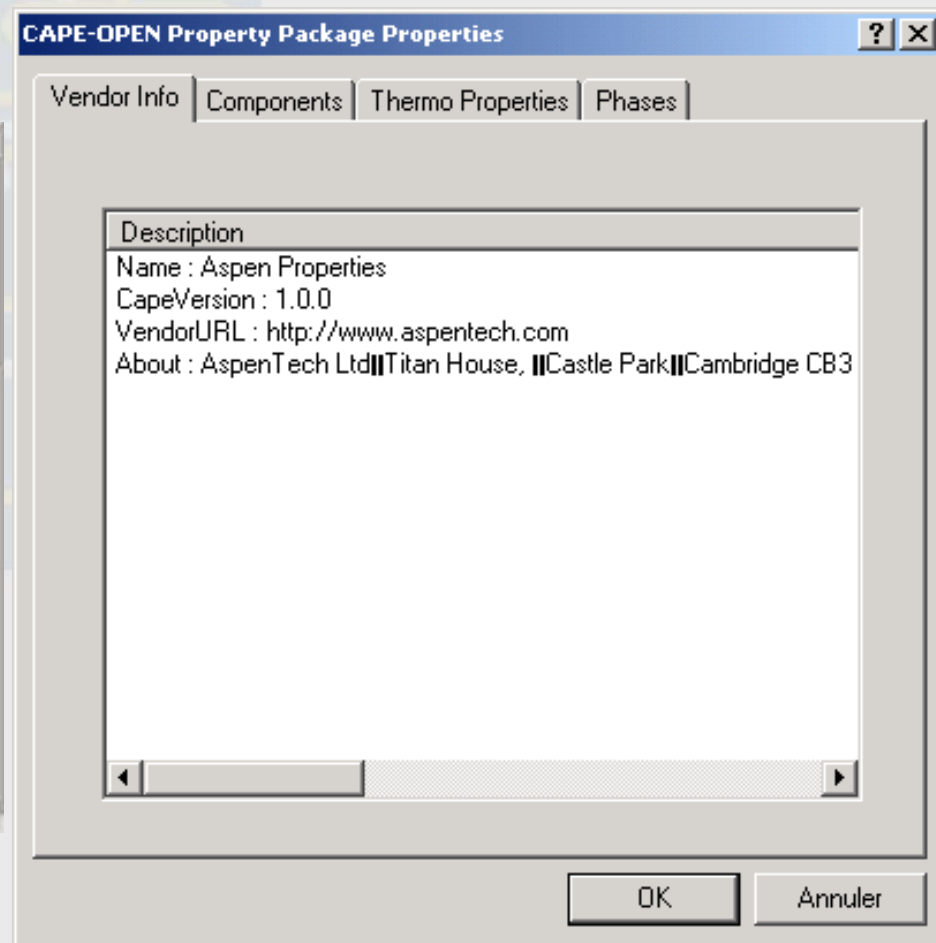 CAPE-OPEN Property Package Properties
Vendor Info Components Thermo Properties Phases
Description
Name : Aspen Properties
CapeVersion : 1.0.0
VendorURL : http://www.aspentech.com
About : AspenTech Ltd||Titan House, ||Castle Park||Cambridge CB3
OK Annuler